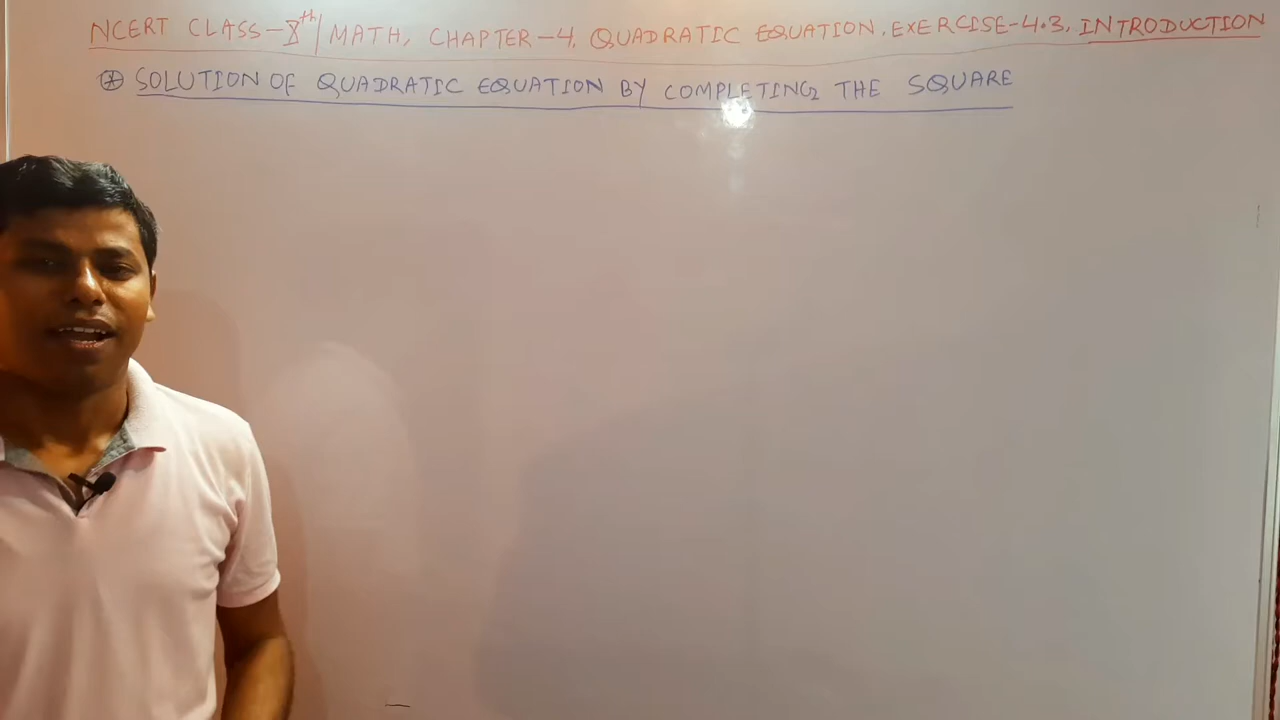 NCERT CLASS-Xth/MATH, CHAPTER-4, QUADRATIC EQUATION, EXERCISE-4.3, INTRODUCTION
⊛ SOLUTION OF QUADRATIC EQUATION BY COMPLETING THE SQUARE